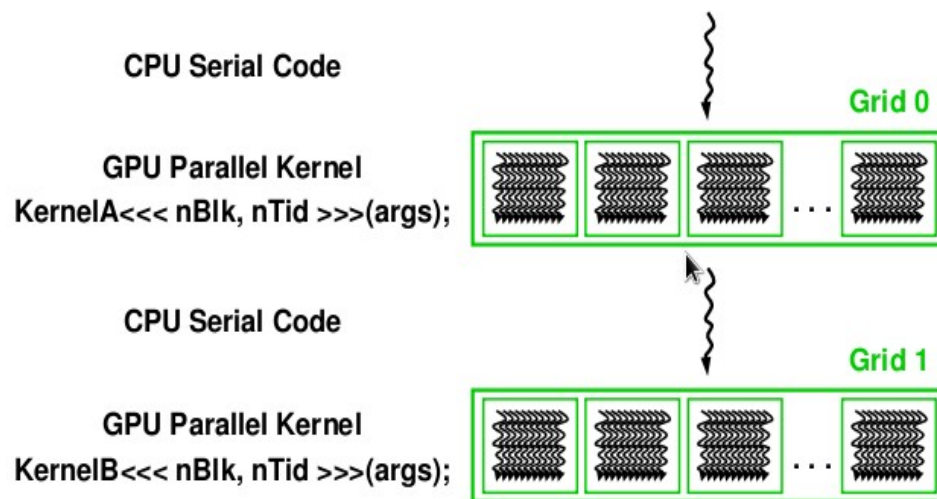 CPU Serial Code
Grid 0
GPU Parallel Kernel
KernelA<<< nBlk, nTid >>>(args);
. . .
CPU Serial Code
Grid 1
GPU Parallel Kernel
KernelB<<< nBlk, nTid >>>(args);
. . .